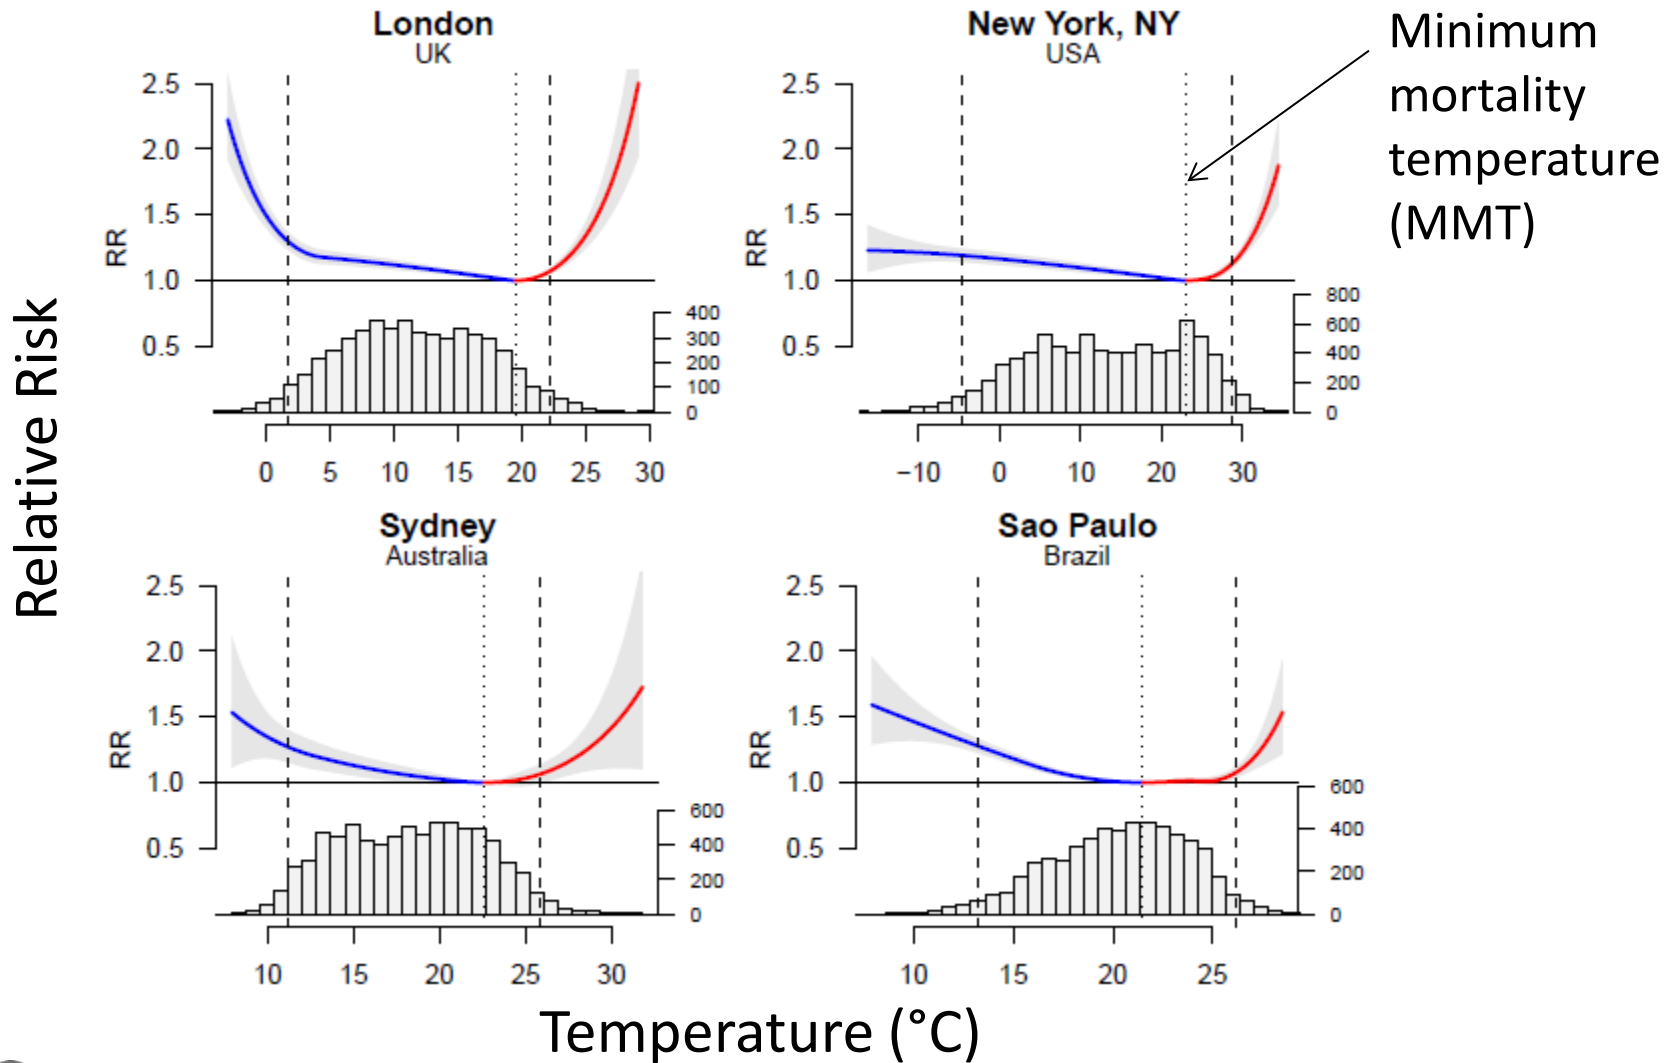 London
UK
2.5
2.0
1.5
1.0
0.5
RR
400
300
200
100
0
0 5 10 15 20 25 30
New York, NY
USA
2.5
2.0
1.5
1.0
0.5
RR
800
600
400
200
0
−10 0 10 20 30
Minimum
mortality
temperature
(MMT)
Relative Risk
Sydney
Australia
2.5
2.0
1.5
1.0
0.5
RR
600
400
200
0
10 15 20 25 30
Sao Paulo
Brazil
2.5
2.0
1.5
1.0
0.5
RR
600
400
200
0
10 15 20 25
Temperature (°C)